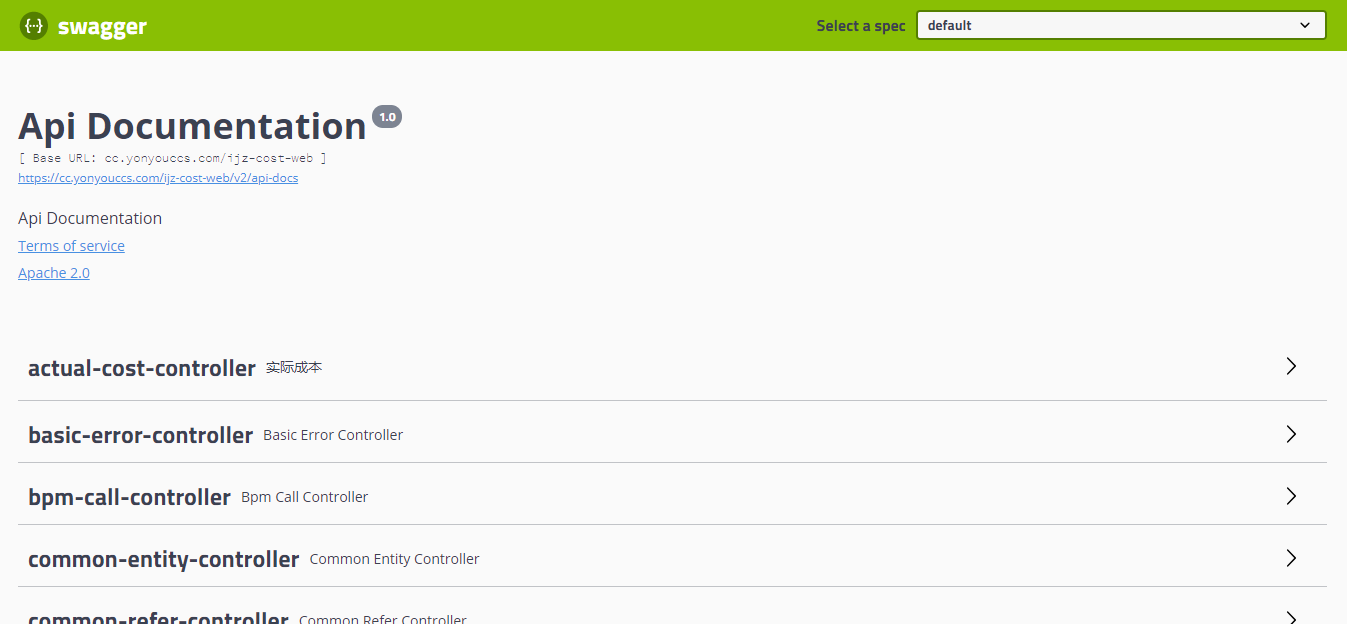 swagger
Select a spec default
Api Documentation 1.0
[ Base URL: cc.yonyouccs.com/ijz-cost-web ]
https://cc.yonyouccs.com/ijz-cost-web/v2/api-docs
Api Documentation
Terms of service
Apache 2.0
actual-cost-controller 实际成本
basic-error-controller Basic Error Controller
bpm-call-controller Bpm Call Controller
common-entity-controller Common Entity Controller
common-refer-controller Common Refer Controller